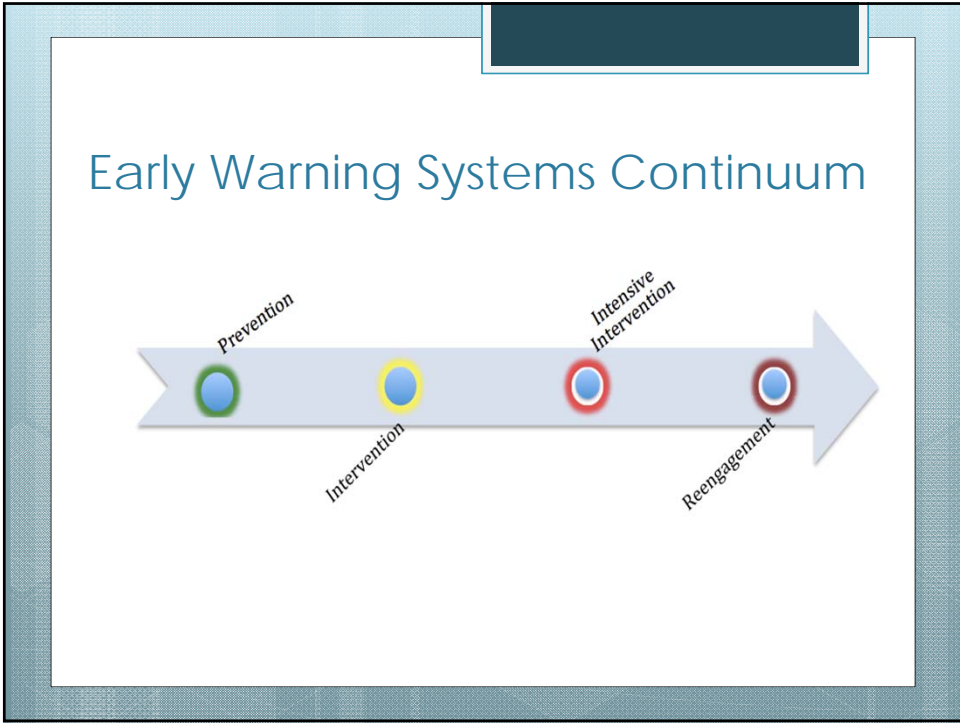 Early Warning Systems Continuum
Prevention
Intervention
Intensive
Intervention
Reengagement